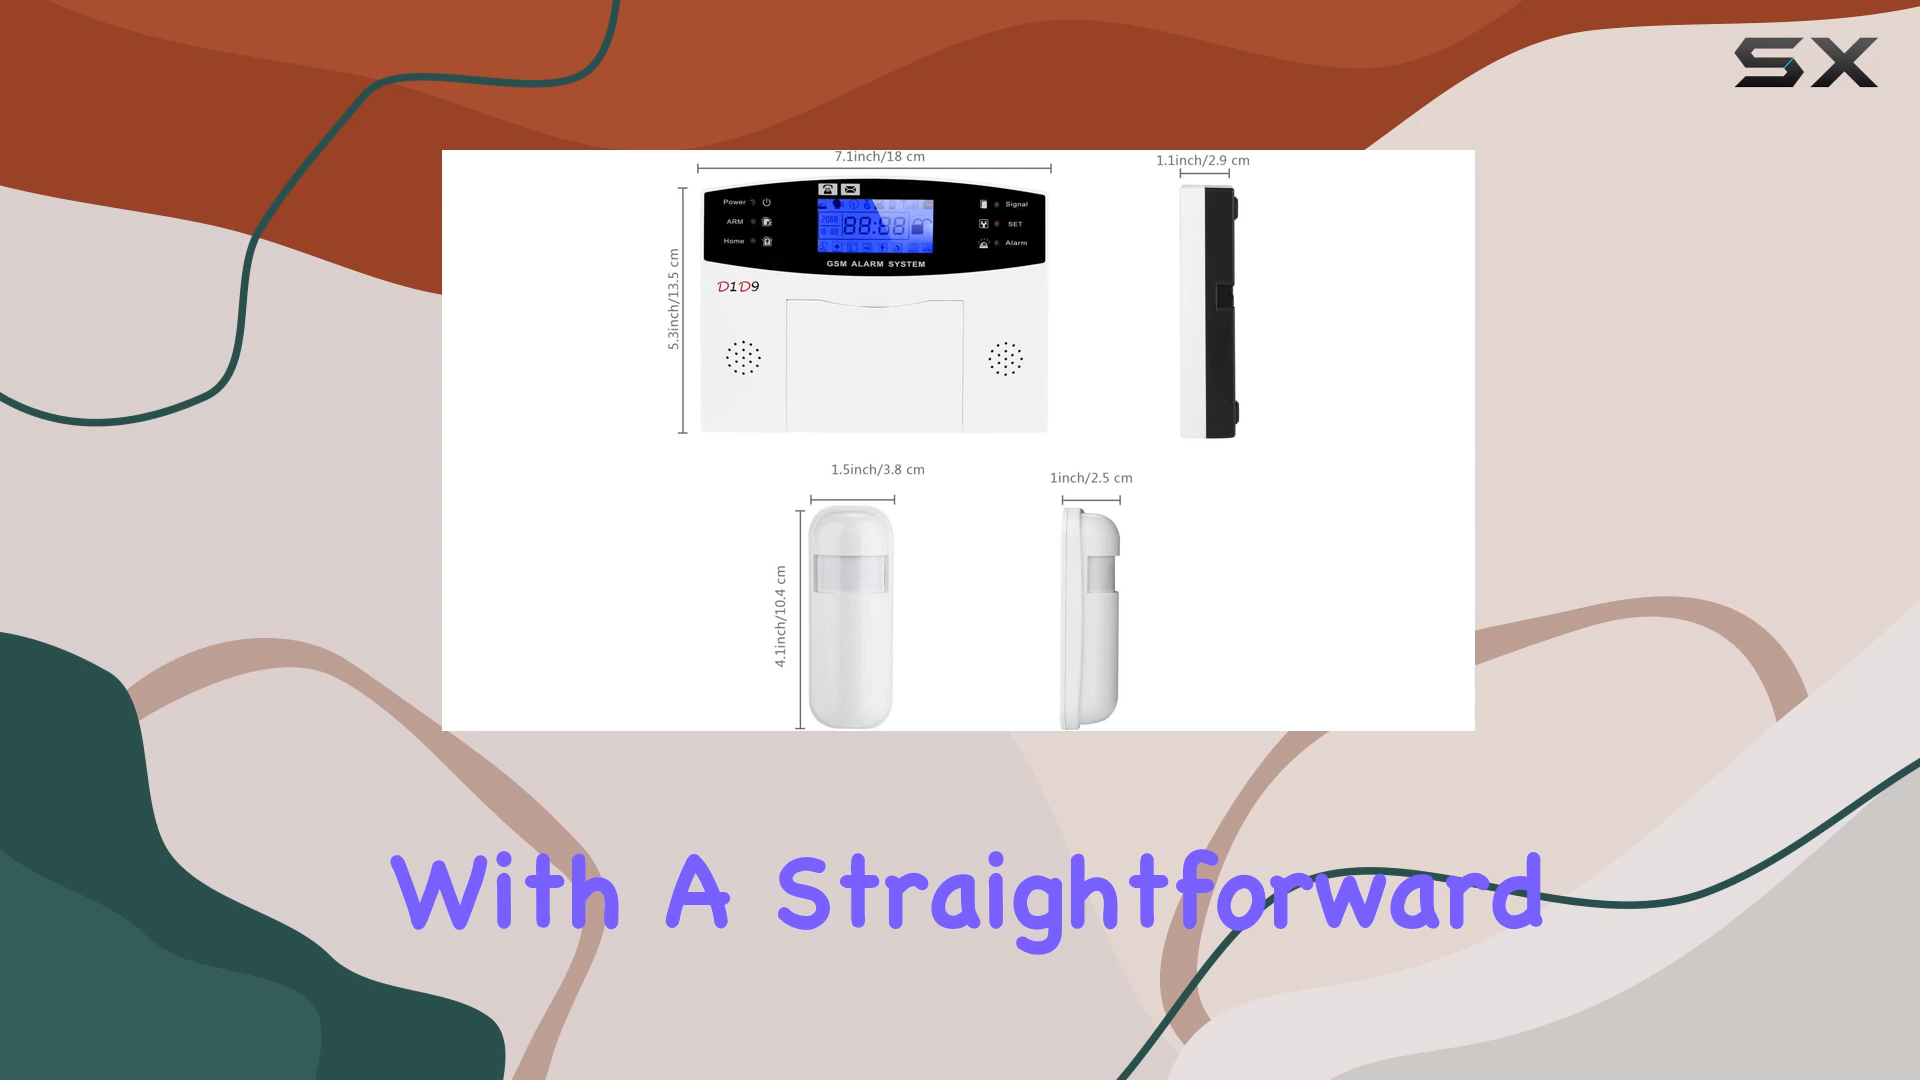 SX
7.1inch/18 cm
1.1inch/2.9 cm
5.3inch/13.5 cm
Power
ARM
Home
88:88
Signal
SET
Alarm
GSM ALARM SYSTEM
D1D9
1.5inch/3.8 cm
1inch/2.5 cm
4.1inch/10.4 cm
With A Straightforward